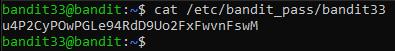 bandit33@bandit:~$ cat /etc/bandit_pass/bandit33
u4P2CyPOwPGLe94RdD9Uo2FxFwvnFswM
bandit33@bandit:~$